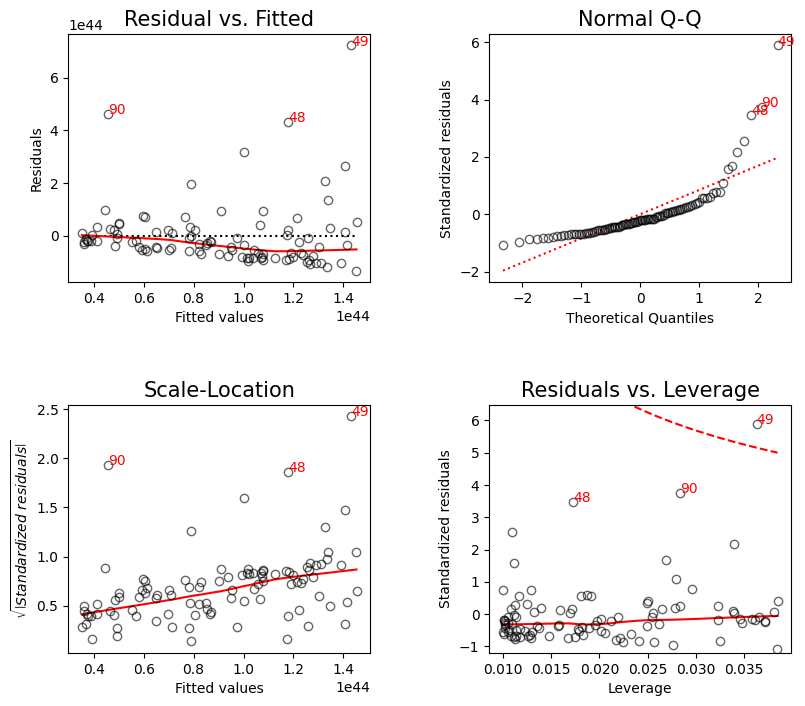 Residual vs. Fitted
1e44
Residuals
6
4
2
0
49
90
48
0.4 0.6 0.8 1.0 1.2 1.4
1e44
Fitted values
Normal Q-Q
Standardized residuals
6
4
2
0
−2
49
90
48
−2 −1 0 1 2
Theoretical Quantiles
Scale-Location
√|Standardized residuals|
2.5
2.0
1.5
1.0
0.5
49
90
48
0.4 0.6 0.8 1.0 1.2 1.4
1e44
Fitted values
Residuals vs. Leverage
Standardized residuals
6
5
4
3
2
1
0
−1
49
90
48
0.010 0.015 0.020 0.025 0.030 0.035
Leverage